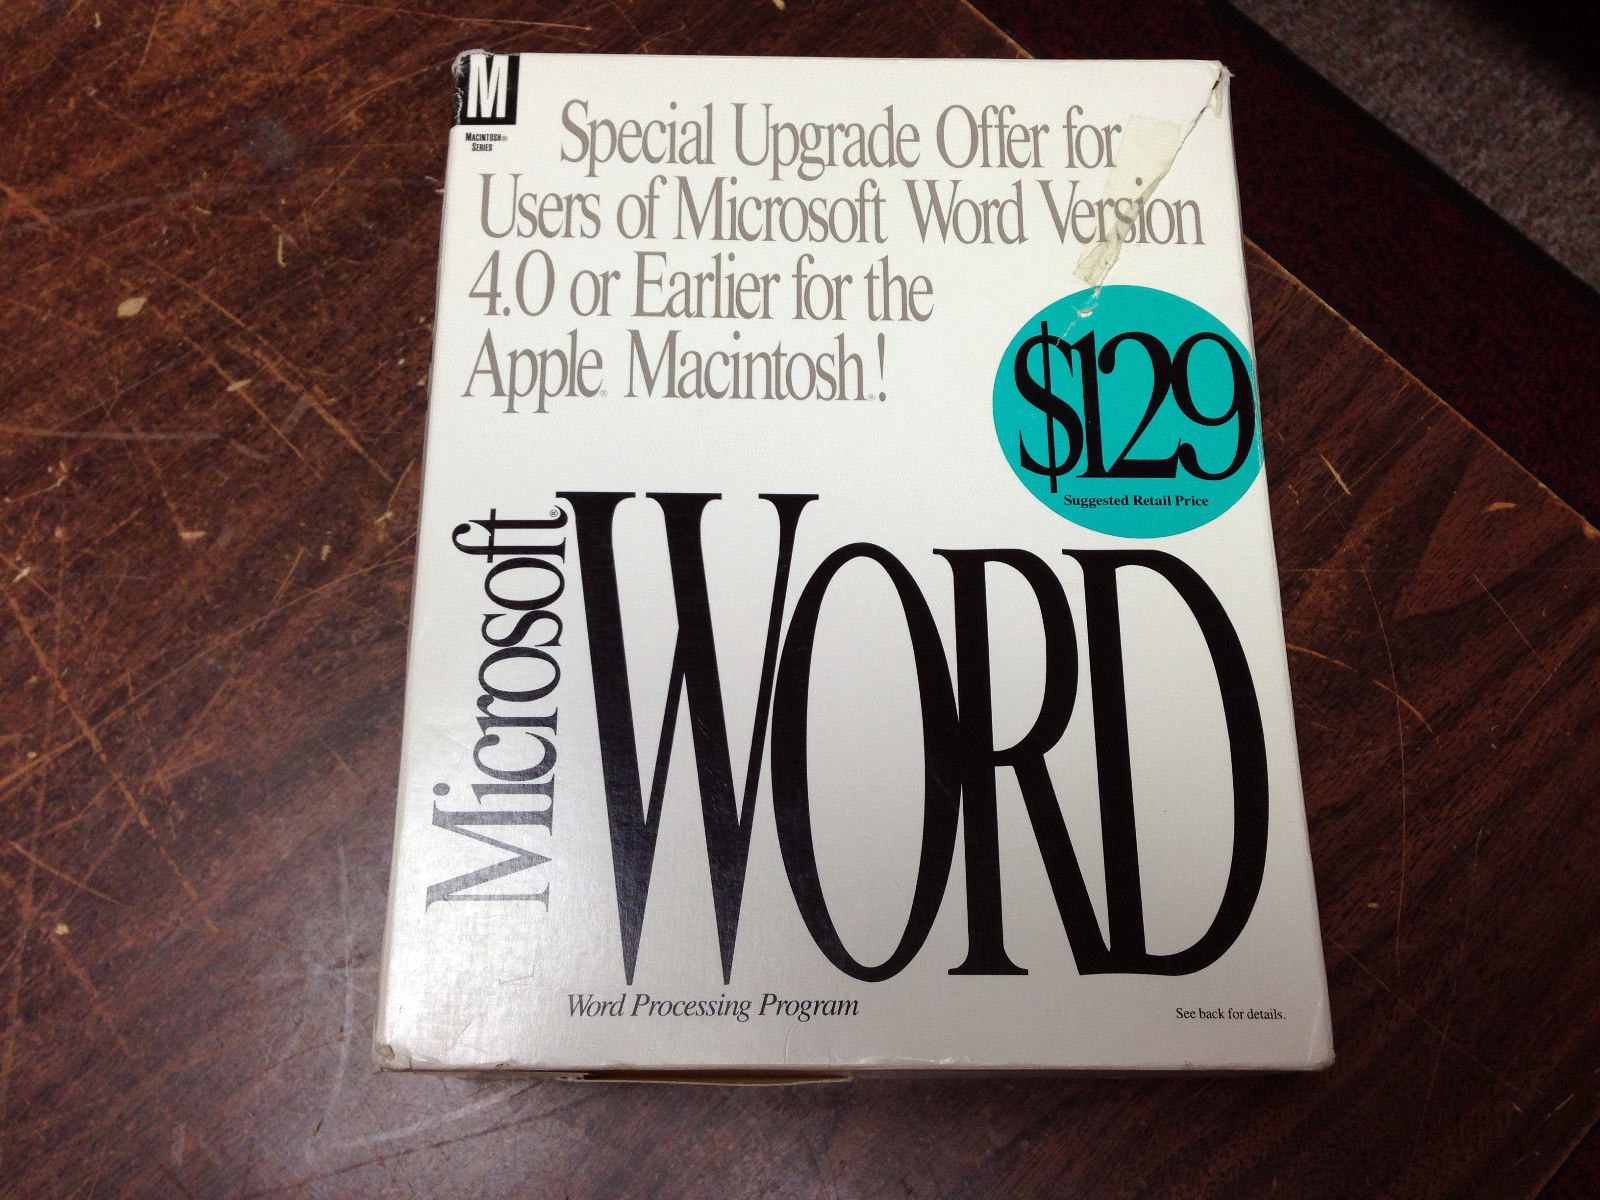 M
MACINTOSH®
SERIES
Special Upgrade Offer for
Users of Microsoft Word Version
4.0 or Earlier for the
Apple® Macintosh®!
$129
Suggested Retail Price
Microsoft®
WORD
Word Processing Program
See back for details.